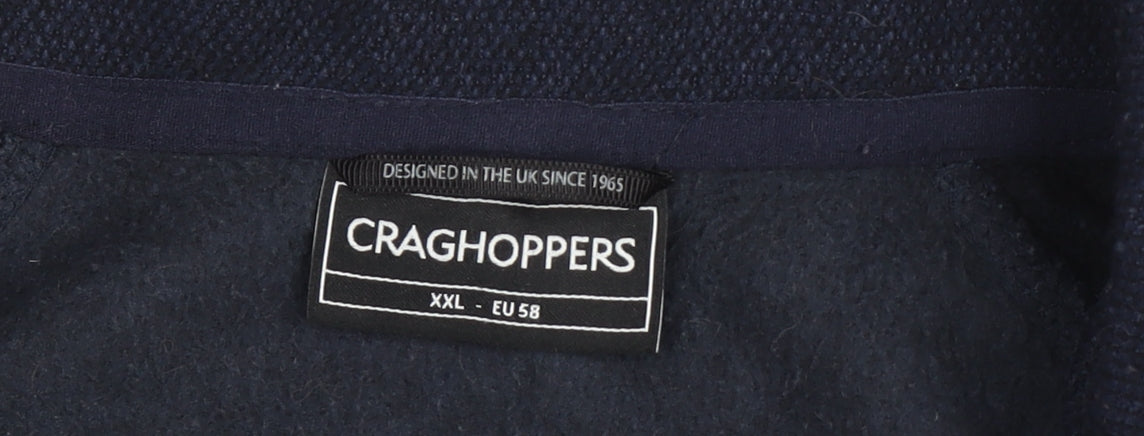 DESIGNED IN THE UK SINCE 1965
CRAGHOPPERS
XXL - EU 58